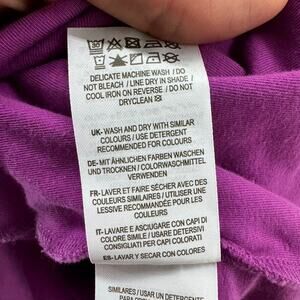 30
DELICATE MACHINE WASH / DO
NOT BLEACH / LINE DRY IN SHADE /
COOL IRON ON REVERSE / DO NOT
DRYCLEAN
UK- WASH AND DRY WITH SIMILAR
COLOURS / USE DETERGENT
RECOMMENDED FOR COLOURS
DE- MIT ÄHNLICHEN FARBEN WASCHEN
UND TROCKNEN / COLORWASCHMITTEL
VERWENDEN
FR- LAVER ET FAIRE SÉCHER AVEC DES
COULEURS SIMILAIRES / UTILISER UNE
LESSIVE RECOMMANDÉE POUR LES
COULEURS
IT- LAVARE E ASCIUGARE CON CAPI DI
COLORE SIMILE / USARE DETERSIVI
CONSIGLIATI PER CAPI COLORATI
ES- LAVAR Y SECAR CON COLORES
SIMILARES / USAR UN DETERGENTE